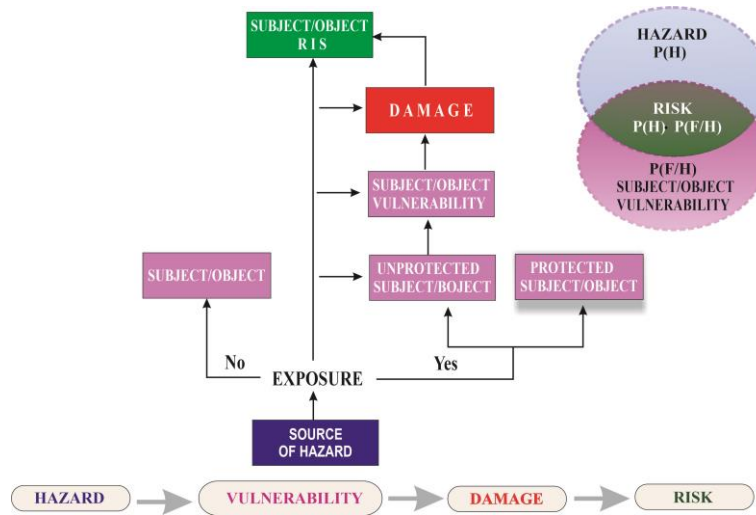 SUBJECT/OBJECT
R I S
DAMAGE
SUBJECT/OBJECT
VULNERABILITY
SUBJECT/OBJECT
UNPROTECTED
SUBJECT/BOJECT
PROTECTED
SUBJECT/OBJECT
No
EXPOSURE
Yes
SOURCE
OF HAZARD
HAZARD
P(H)
RISK
P(H) P(F/H)
P(F/H)
SUBJECT/OBJECT
VULNERABILITY
HAZARD
VULNERABILITY
DAMAGE
RISK